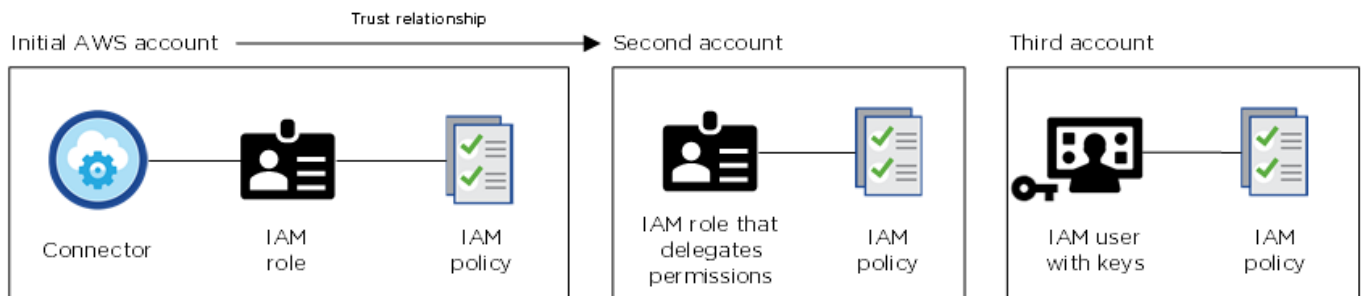 Trust relationship
Initial AWS account
Second account
Third account
Connector
IAM
role
IAM
policy
IAM role that
delegates
permissions
IAM
policy
IAM user
with keys
IAM
policy